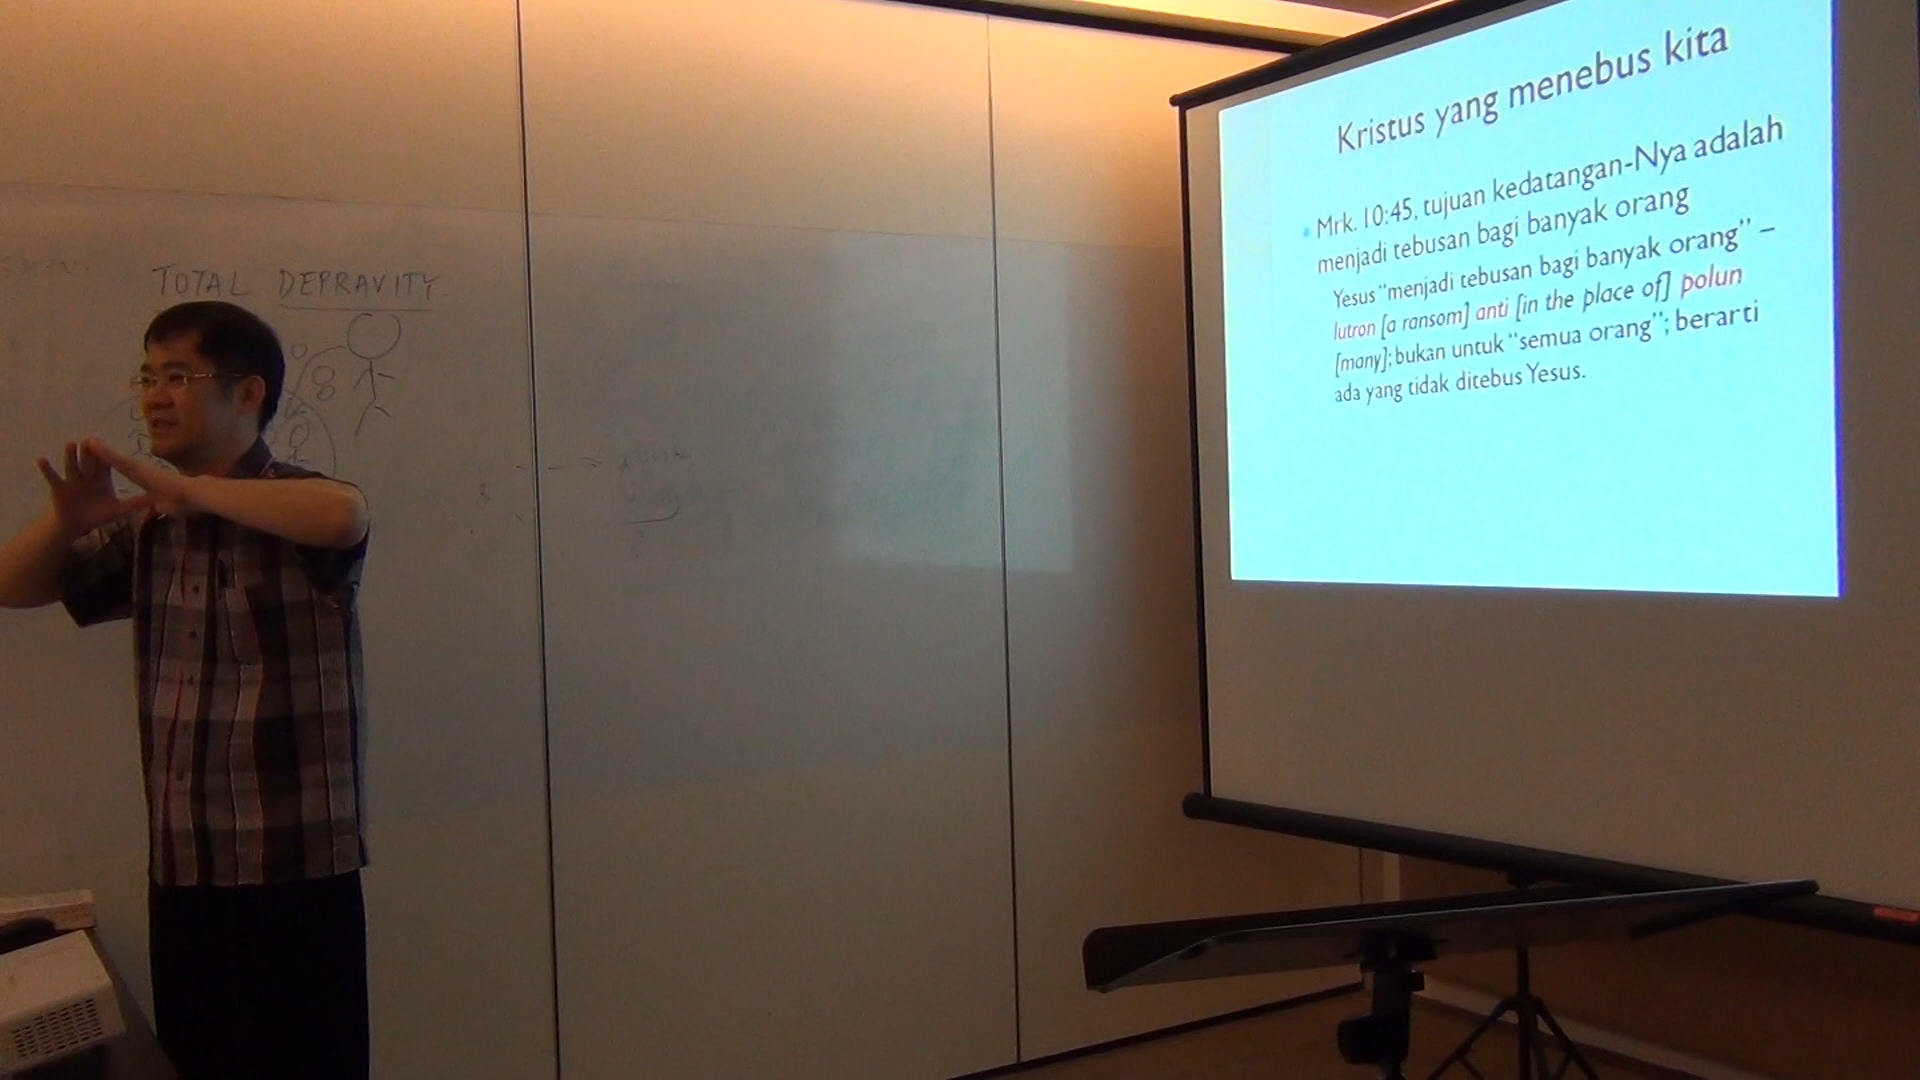 TOTAL DEPRAVITY
Kristus yang menebus kita
Mrk. 10:45, tujuan kedatangan-Nya adalah
menjadi tebusan bagi banyak orang
Yesus "menjadi tebusan bagi banyak orang" –
lutron [a ransom] anti [in the place of] polun
[many]; bukan untuk "semua orang"; berarti
ada yang tidak ditebus Yesus.